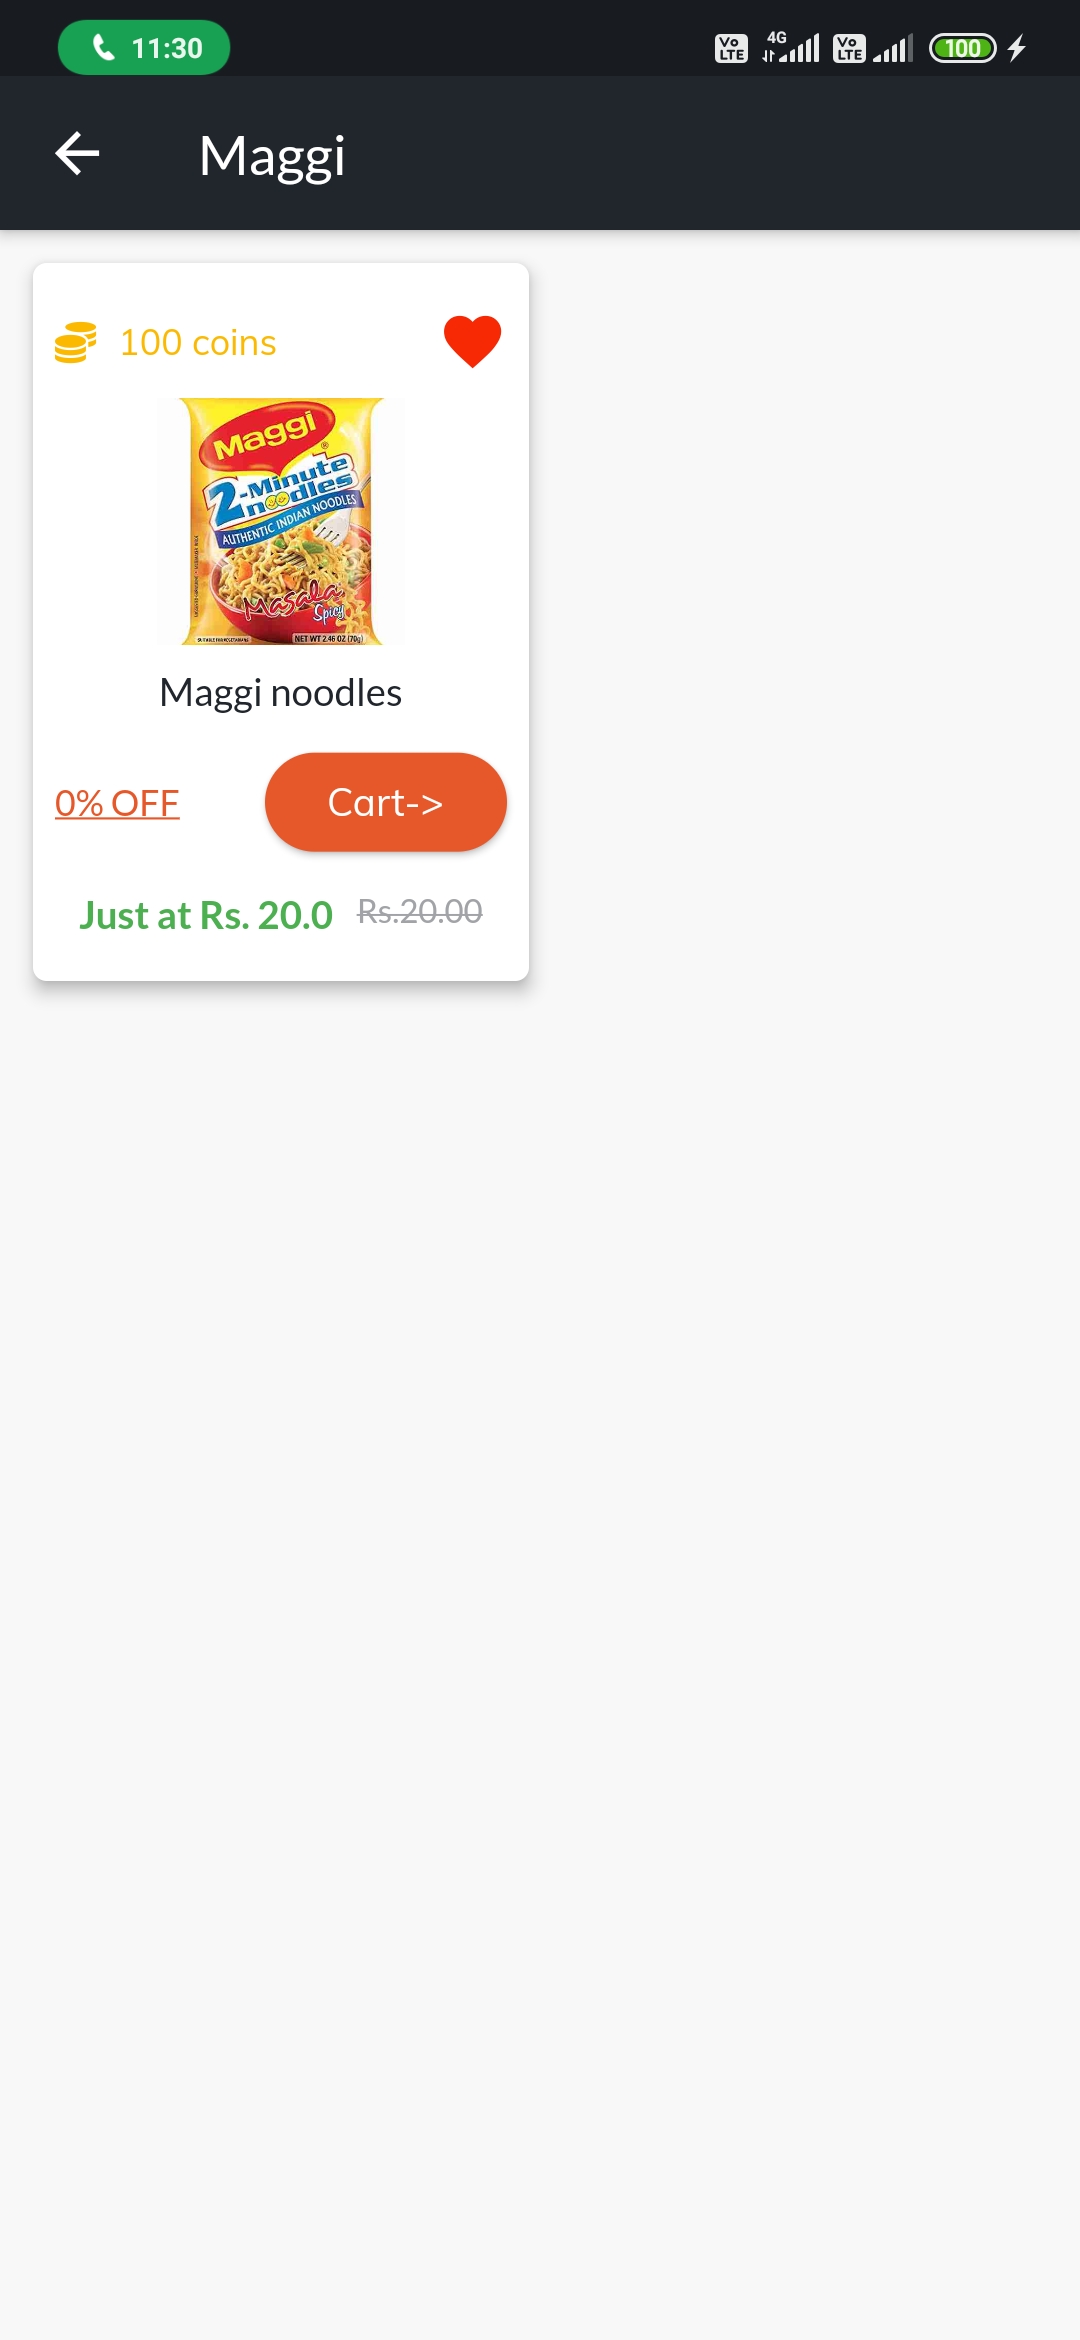 11:30
Vo LTE 4G Vo LTE 100
Maggi
100 coins
Maggi
2-Minute
noodles
AUTHENTIC INDIAN NOODLES
Masala
Spicy
NET WT 2.46 OZ (70g)
Maggi noodles
0% OFF
Cart->
Just at Rs. 20.0 Rs.20.00